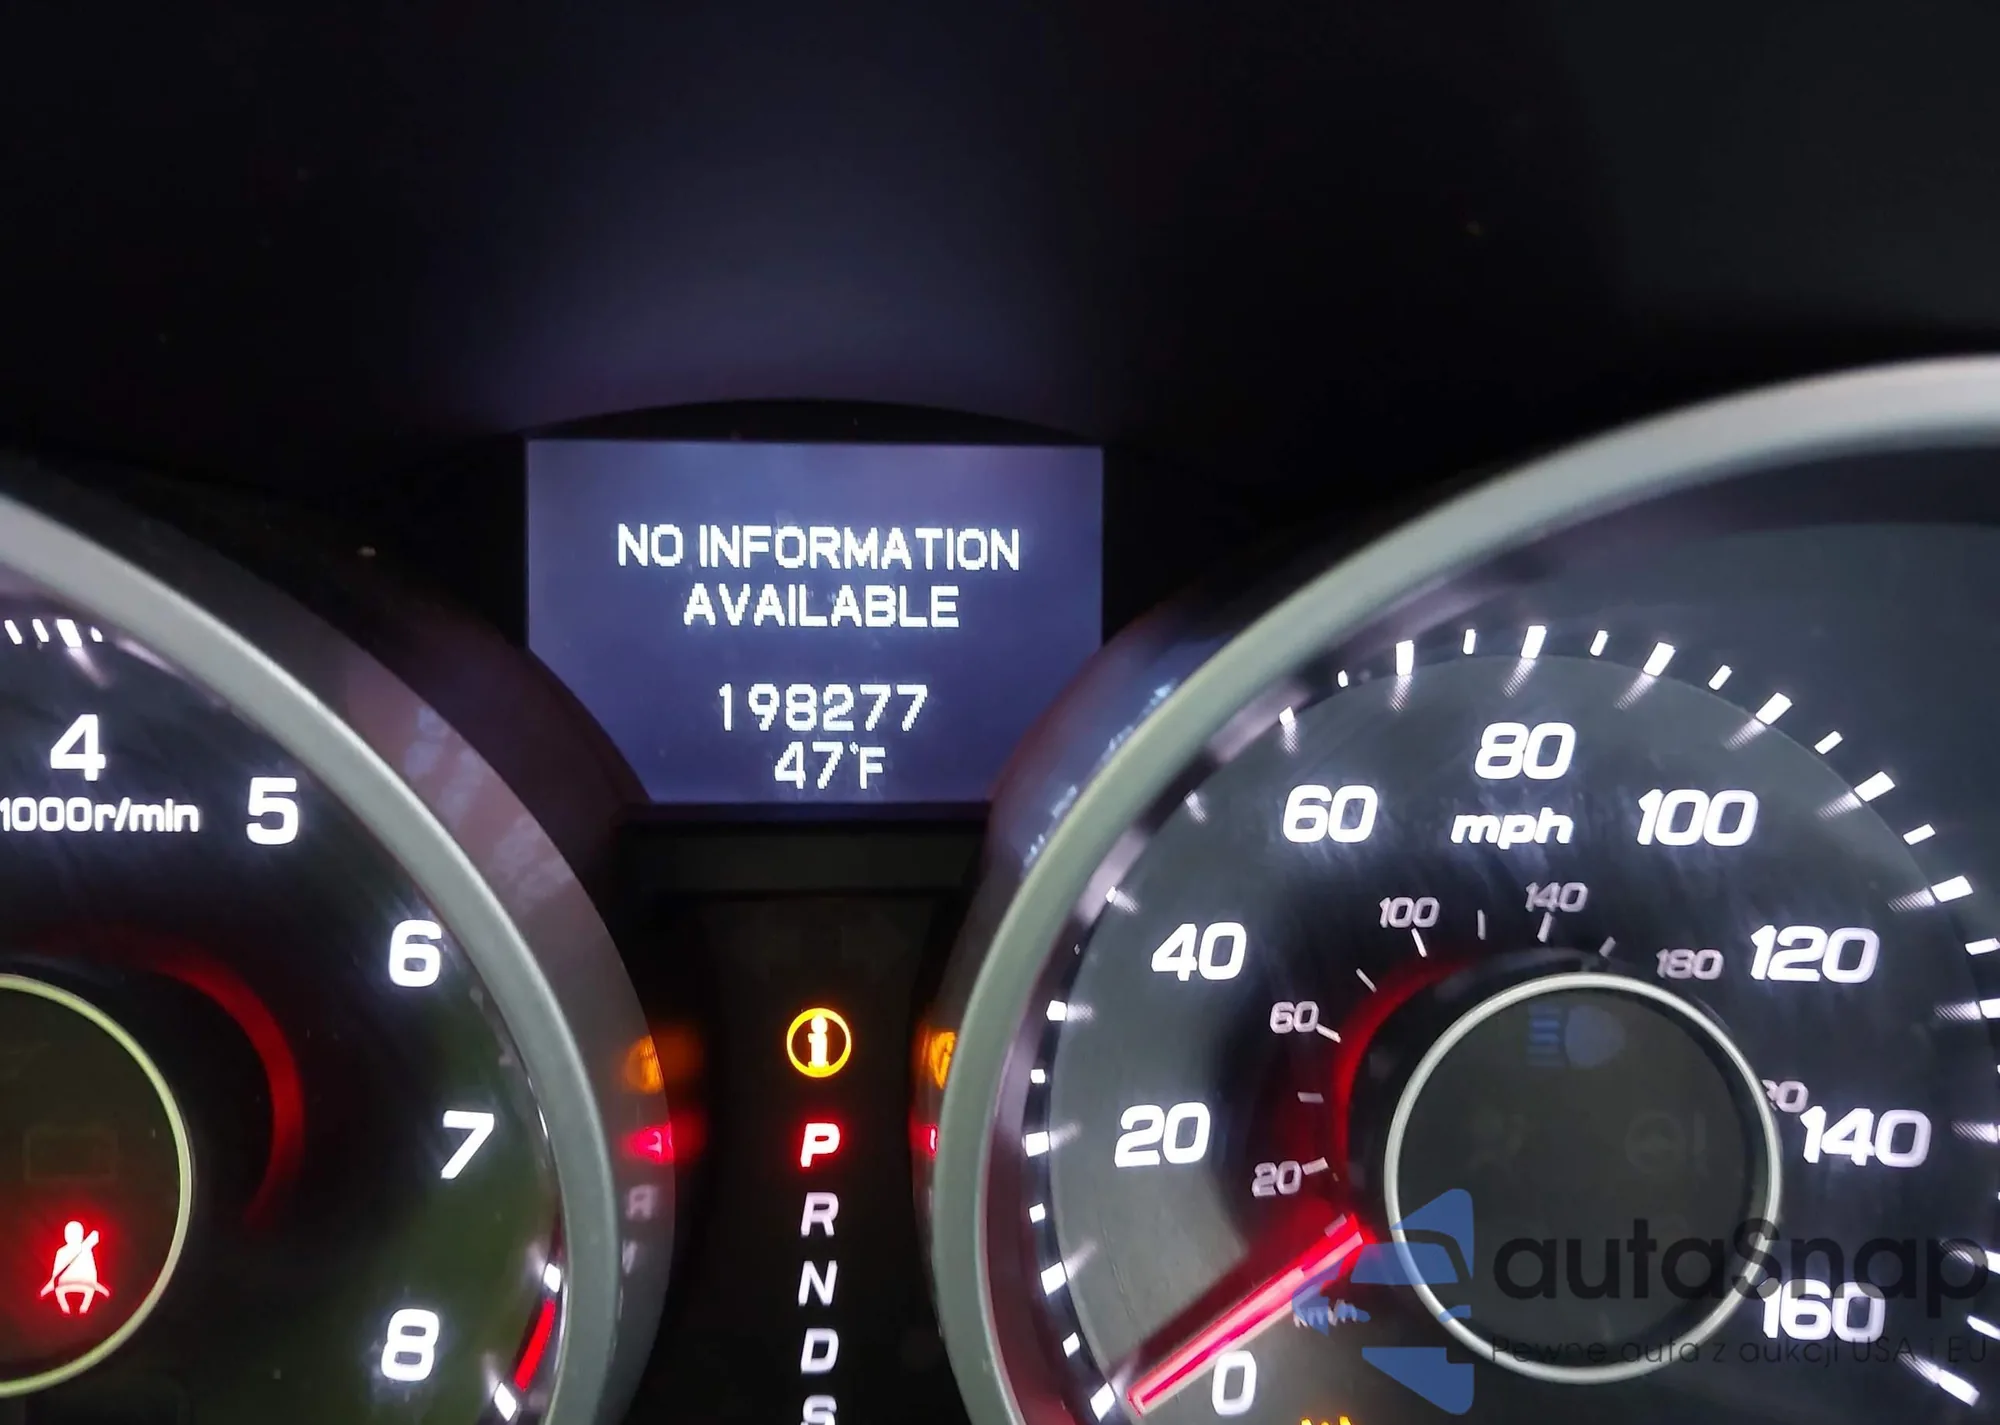 NO INFORMATION
AVAILABLE
198277
47°F
4
1000r/min
5
6
7
8
P
R
N
D
S
0
20
40
60
80
mph
100
120
140
160
20
60
100
140
180
km/h
autaSnap
Pewne auta z aukcji USA i EU